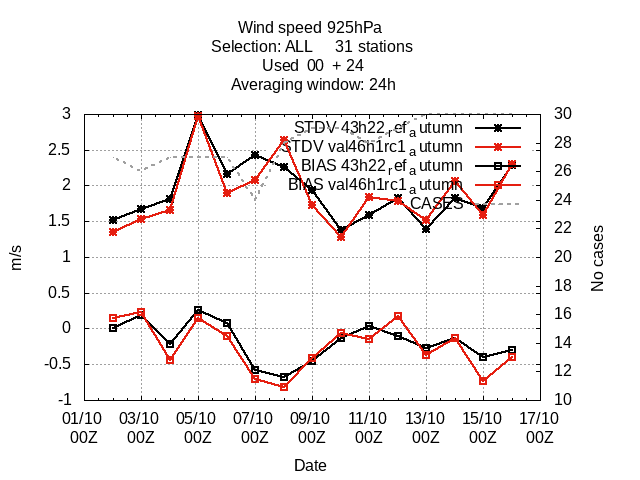 Wind speed 925hPa
Selection: ALL 31 stations
Used 00 + 24
Averaging window: 24h
STDV 43h22_ref_autumn
STDV val46h1rc1_autumn
BIAS 43h22_ref_autumn
BIAS val46h1rc1_autumn
CASES
3
2.5
2
1.5
1
0.5
0
-0.5
-1
m/s
30
28
26
24
22
20
18
16
14
12
10
No cases
01/10 03/10 05/10 07/10 09/10 11/10 13/10 15/10 17/10
00Z 00Z 00Z 00Z 00Z 00Z 00Z 00Z 00Z
Date